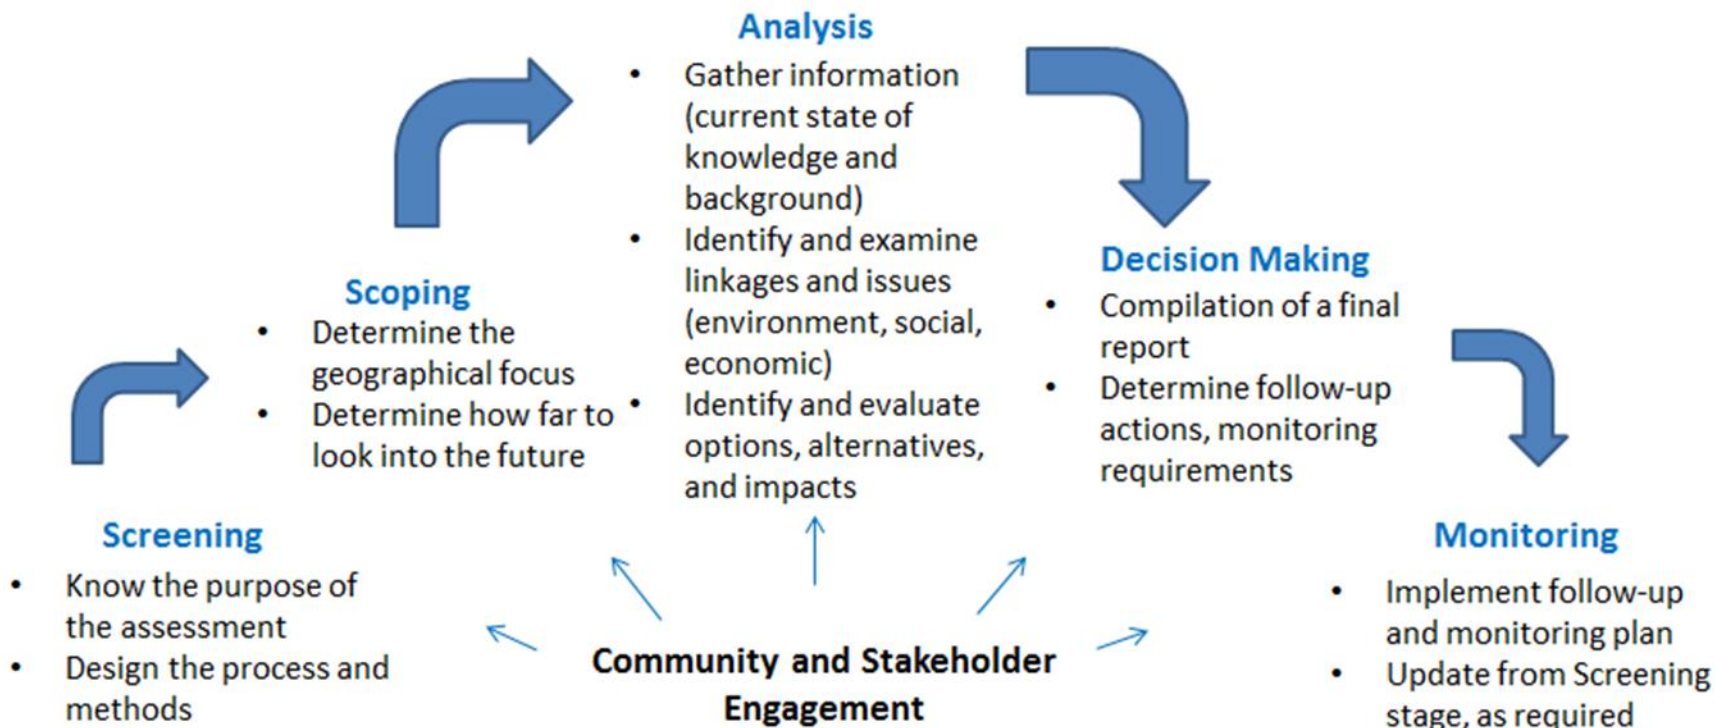 Screening
• Know the purpose of
the assessment
• Design the process and
methods
Scoping
• Determine the
geographical focus
• Determine how far to
look into the future
Analysis
• Gather information
(current state of
knowledge and
background)
• Identify and examine
linkages and issues
(environment, social,
economic)
• Identify and evaluate
options, alternatives,
and impacts
Decision Making
• Compilation of a final
report
• Determine follow-up
actions, monitoring
requirements
Monitoring
• Implement follow-up
and monitoring plan
• Update from Screening
stage, as required
Community and Stakeholder
Engagement